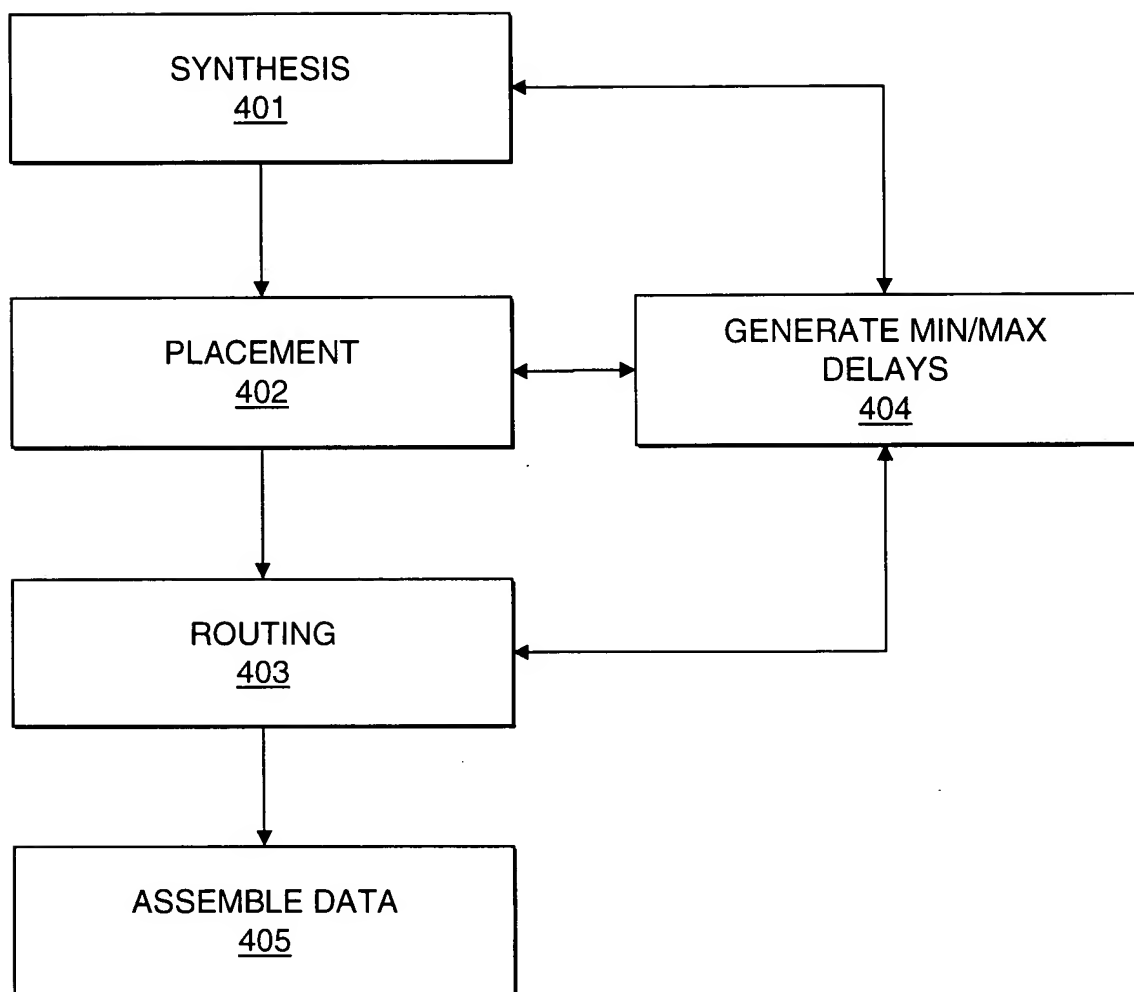 SYNTHESIS
401
PLACEMENT
402
GENERATE MIN/MAX
DELAYS
404
ROUTING
403
ASSEMBLE DATA
405